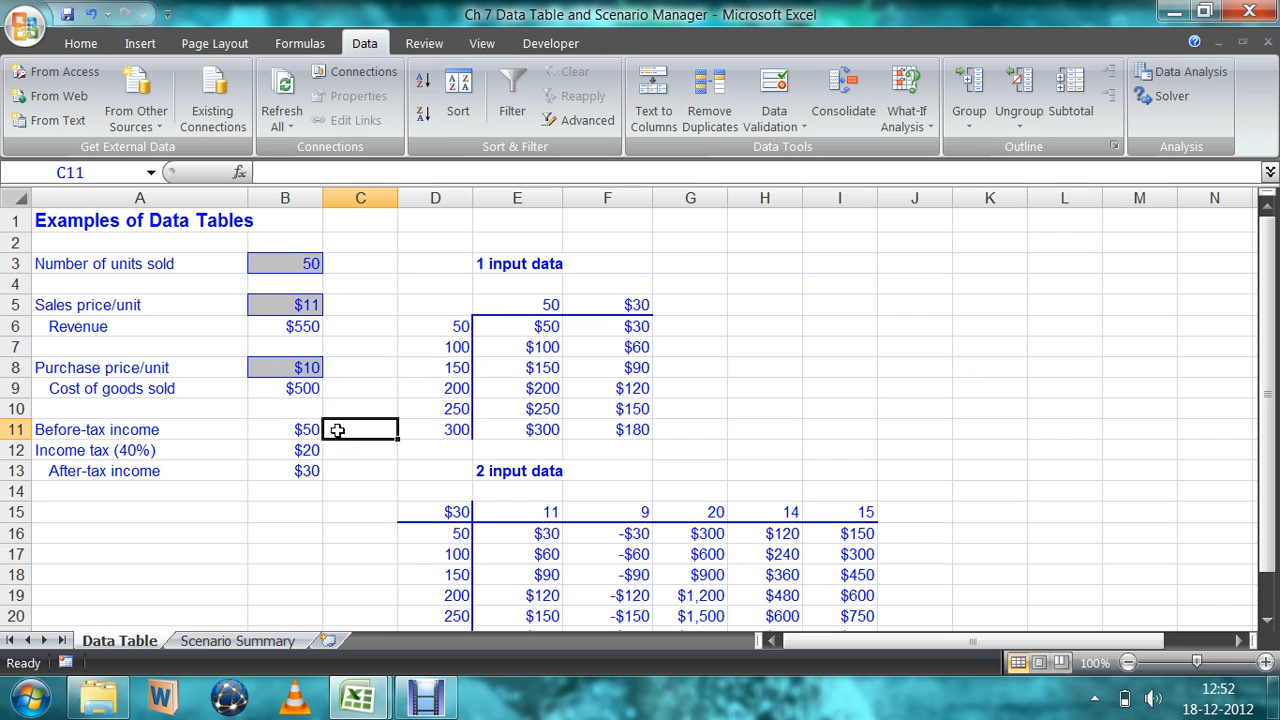 Ch 7 Data Table and Scenario Manager - Microsoft Excel
Home Insert Page Layout Formulas Data Review View Developer
From Access
From Web
From Text
From Other Sources
Existing Connections
Get External Data
Refresh All
Connections
Properties
Edit Links
Connections
Sort
Filter
Clear
Reapply
Advanced
Sort & Filter
Text to Columns
Remove Duplicates
Data Validation
Consolidate
What-If Analysis
Data Tools
Group
Ungroup
Subtotal
Outline
Data Analysis
Solver
Analysis
C11 fx
A B C D E F G H I J K L M N
1 Examples of Data Tables
2
3 Number of units sold 50 1 input data
4
5 Sales price/unit $11 50 $30
6 Revenue $550 50 $50 $30
7 100 $100 $60
8 Purchase price/unit $10 150 $150 $90
9 Cost of goods sold $500 200 $200 $120
10 250 $250 $150
11 Before-tax income $50 300 $300 $180
12 Income tax (40%) $20
13 After-tax income $30 2 input data
14
15 $30 11 9 20 14 15
16 50 $30 -$30 $300 $120 $150
17 100 $60 -$60 $600 $240 $300
18 150 $90 -$90 $900 $360 $450
19 200 $120 -$120 $1,200 $480 $600
20 250 $150 -$150 $1,500 $600 $750
Data Table Scenario Summary
Ready 100%
12:52
18-12-2012